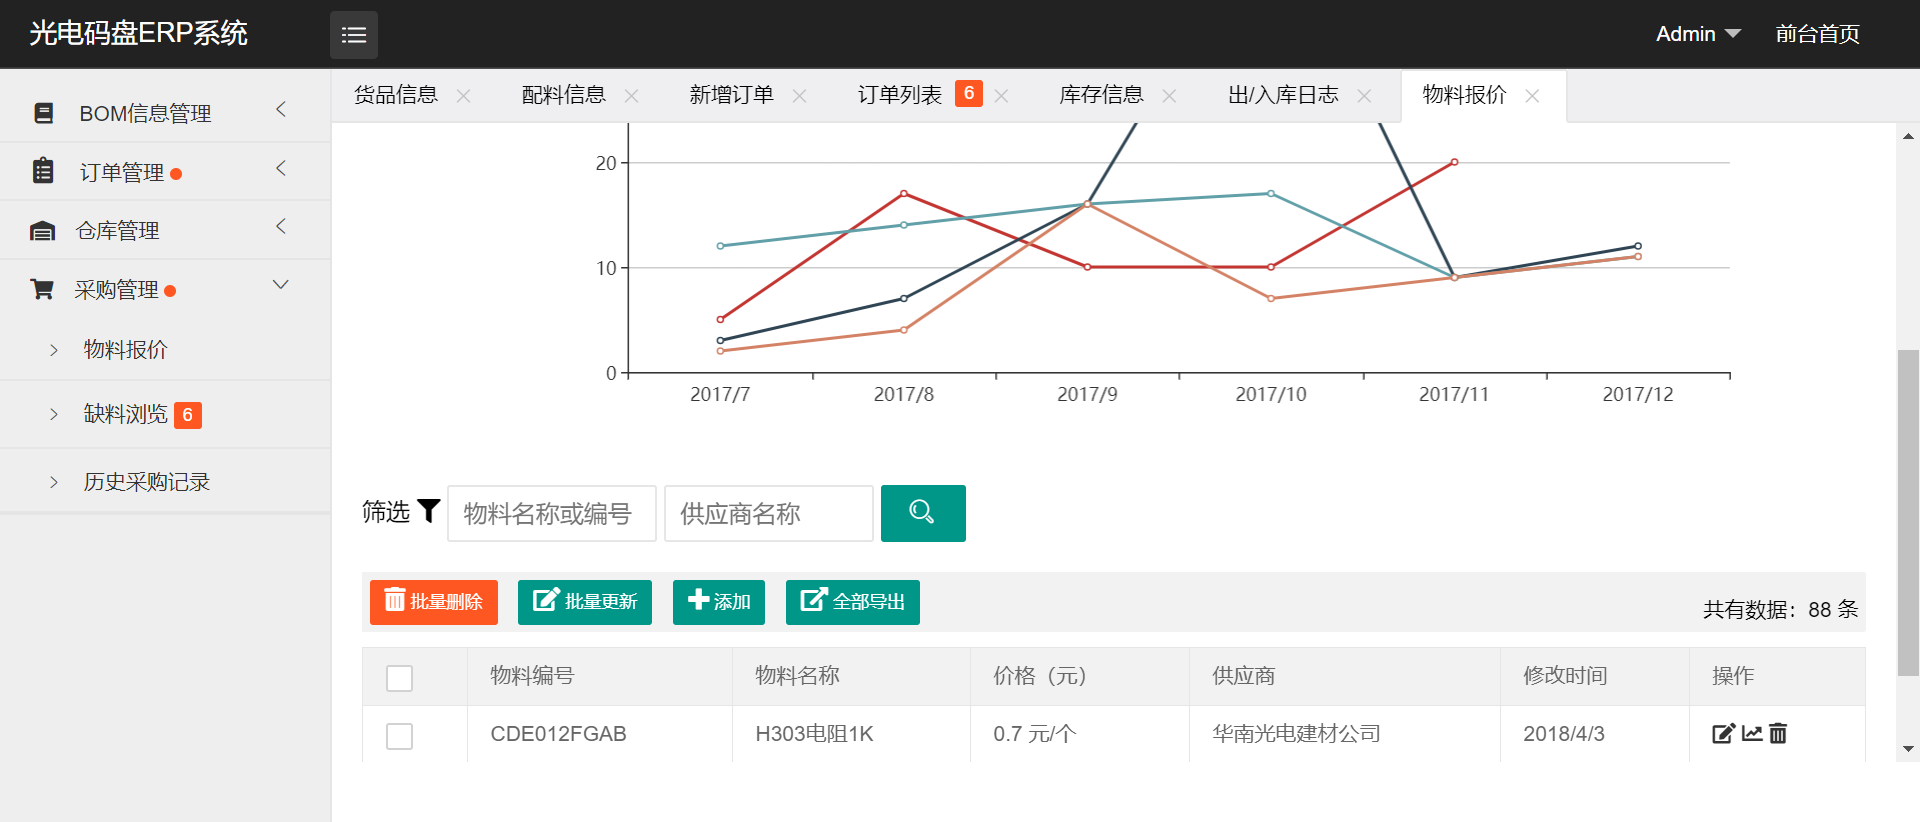 光电码盘ERP系统
Admin 前台首页
BOM信息管理
订单管理
仓库管理
采购管理
物料报价
缺料浏览 6
历史采购记录
货品信息 配料信息 新增订单 订单列表 6 库存信息 出/入库日志 物料报价
20
10
0
2017/7 2017/8 2017/9 2017/10 2017/11 2017/12
筛选 物料名称或编号 供应商名称
批量删除 批量更新 添加 全部导出 共有数据：88 条
物料编号 物料名称 价格（元） 供应商 修改时间 操作
CDE012FGAB H303电阻1K 0.7 元/个 华南光电建材公司 2018/4/3